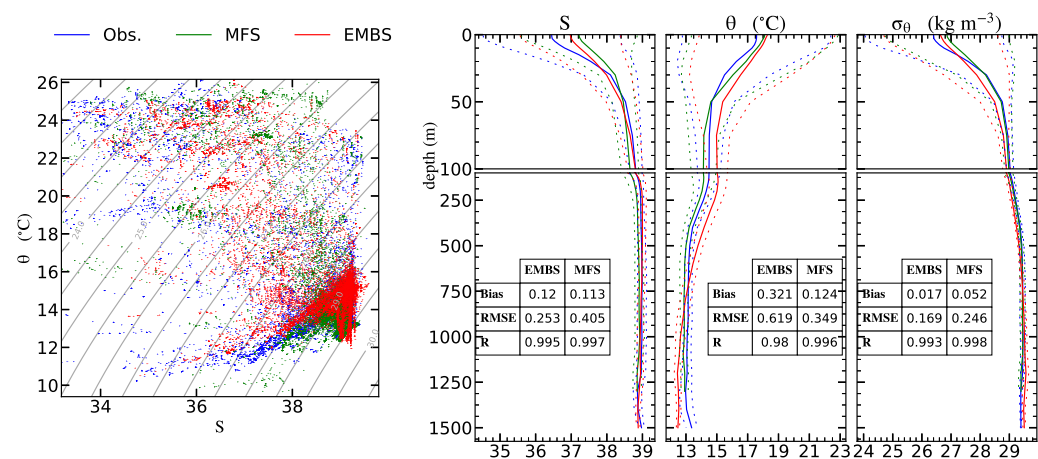 Obs. MFS EMBS
S θ (°C) σθ (kg m−3)
26
24
22
20
18
16
14
12
10
θ (°C)
34 36 38
S
0
50
100
250
500
750
1000
1250
1500
depth (m)
EMBS MFS
Bias 0.12 0.113
RMSE 0.253 0.405
R 0.995 0.997
EMBS MFS
Bias 0.321 0.124
RMSE 0.619 0.349
R 0.98 0.996
EMBS MFS
Bias 0.017 0.052
RMSE 0.169 0.246
R 0.993 0.998
35 36 37 38 39
13 15 17 19 21 23
24 25 26 27 28 29